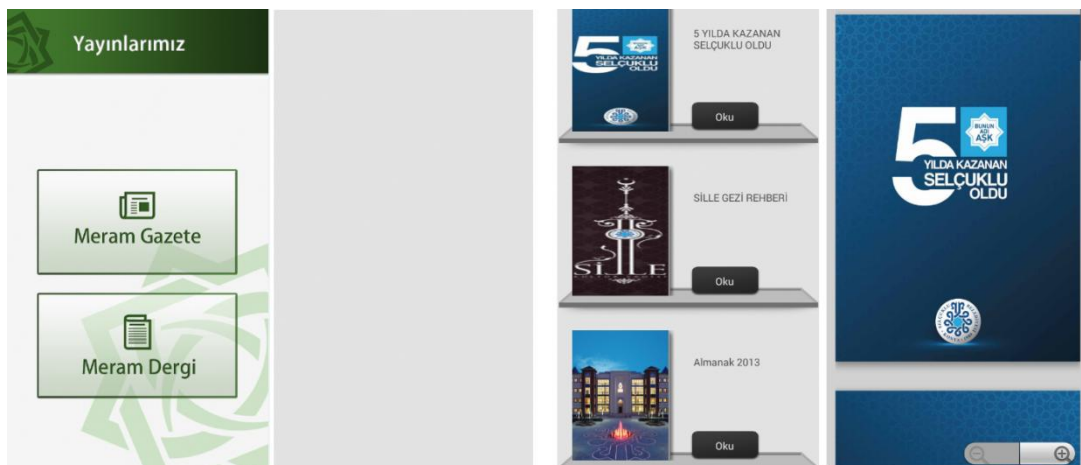 Yayınlarımız
Meram Gazete
Meram Dergi
5
YILDA KAZANAN
SELÇUKLU
OLDU
5 YILDA KAZANAN
SELÇUKLU OLDU
Oku
SİLLE
SİLLE GEZİ REHBERİ
Oku
Almanak 2013
Oku
5
BUNUN
ADI
AŞK
YILDA KAZANAN
SELÇUKLU
OLDU